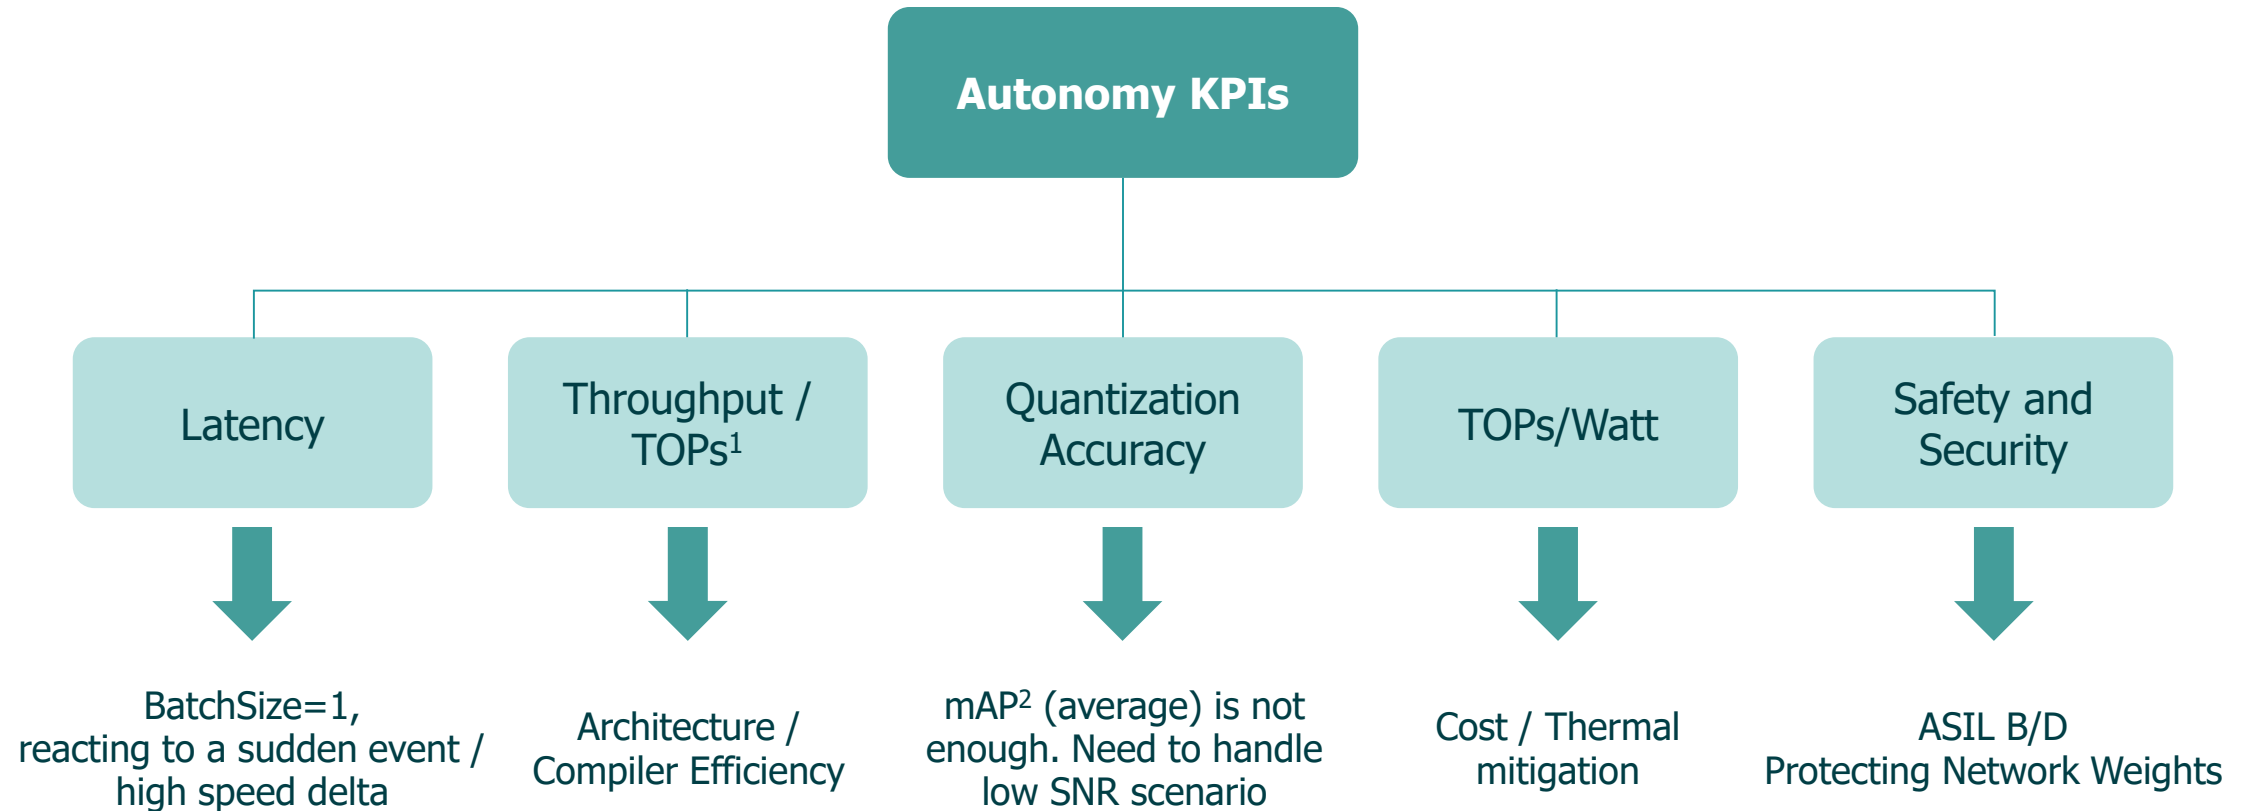 Autonomy KPIs
Latency
Throughput /
TOPs¹
Quantization
Accuracy
TOPs/Watt
Safety and
Security
BatchSize=1,
reacting to a sudden event /
high speed delta
Architecture /
Compiler Efficiency
mAP² (average) is not
enough. Need to handle
low SNR scenario
Cost / Thermal
mitigation
ASIL B/D
Protecting Network Weights